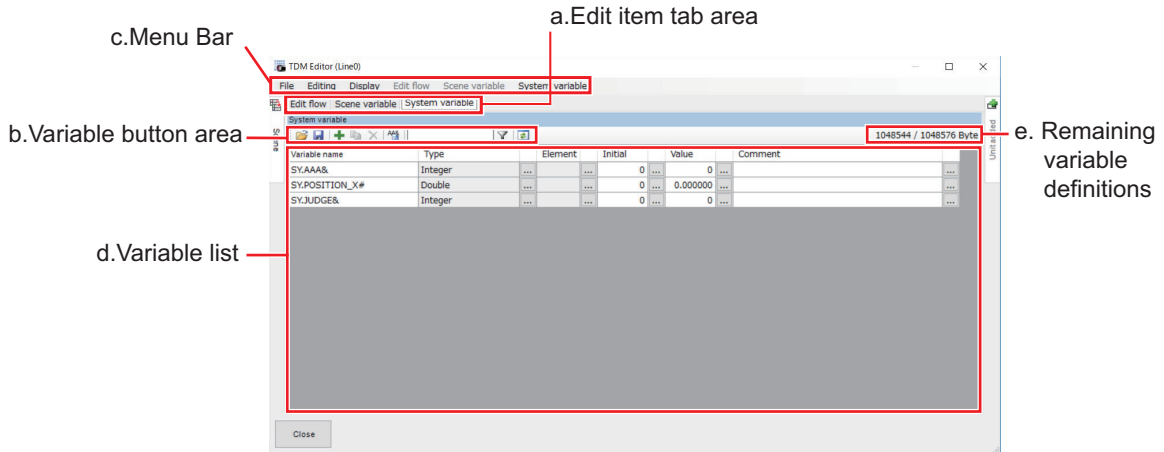 a.Edit item tab area
c.Menu Bar
TDM Editor (Line0)
File Editing Display Edit flow Scene variable System variable
Edit flow Scene variable System variable
System variable
b.Variable button area
1048544 / 1048576 Byte
e. Remaining
variable
definitions
Variable name Type Element Initial Value Comment
SY.AAA& Integer ... ... 0 ... 0 ... ...
SY.POSITION_X# Double ... ... 0 ... 0.000000 ... ...
SY.JUDGE& Integer ... ... 0 ... 0 ... ...
d.Variable list
Close